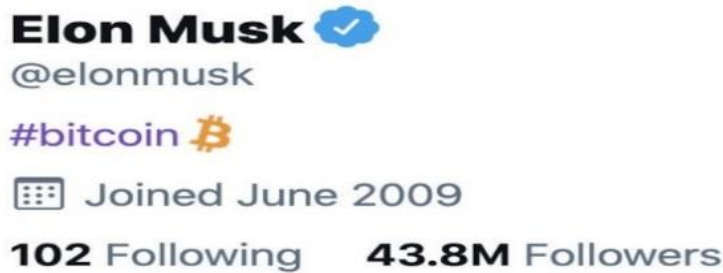 Elon Musk
@elonmusk
#bitcoin
Joined June 2009
102 Following 43.8M Followers